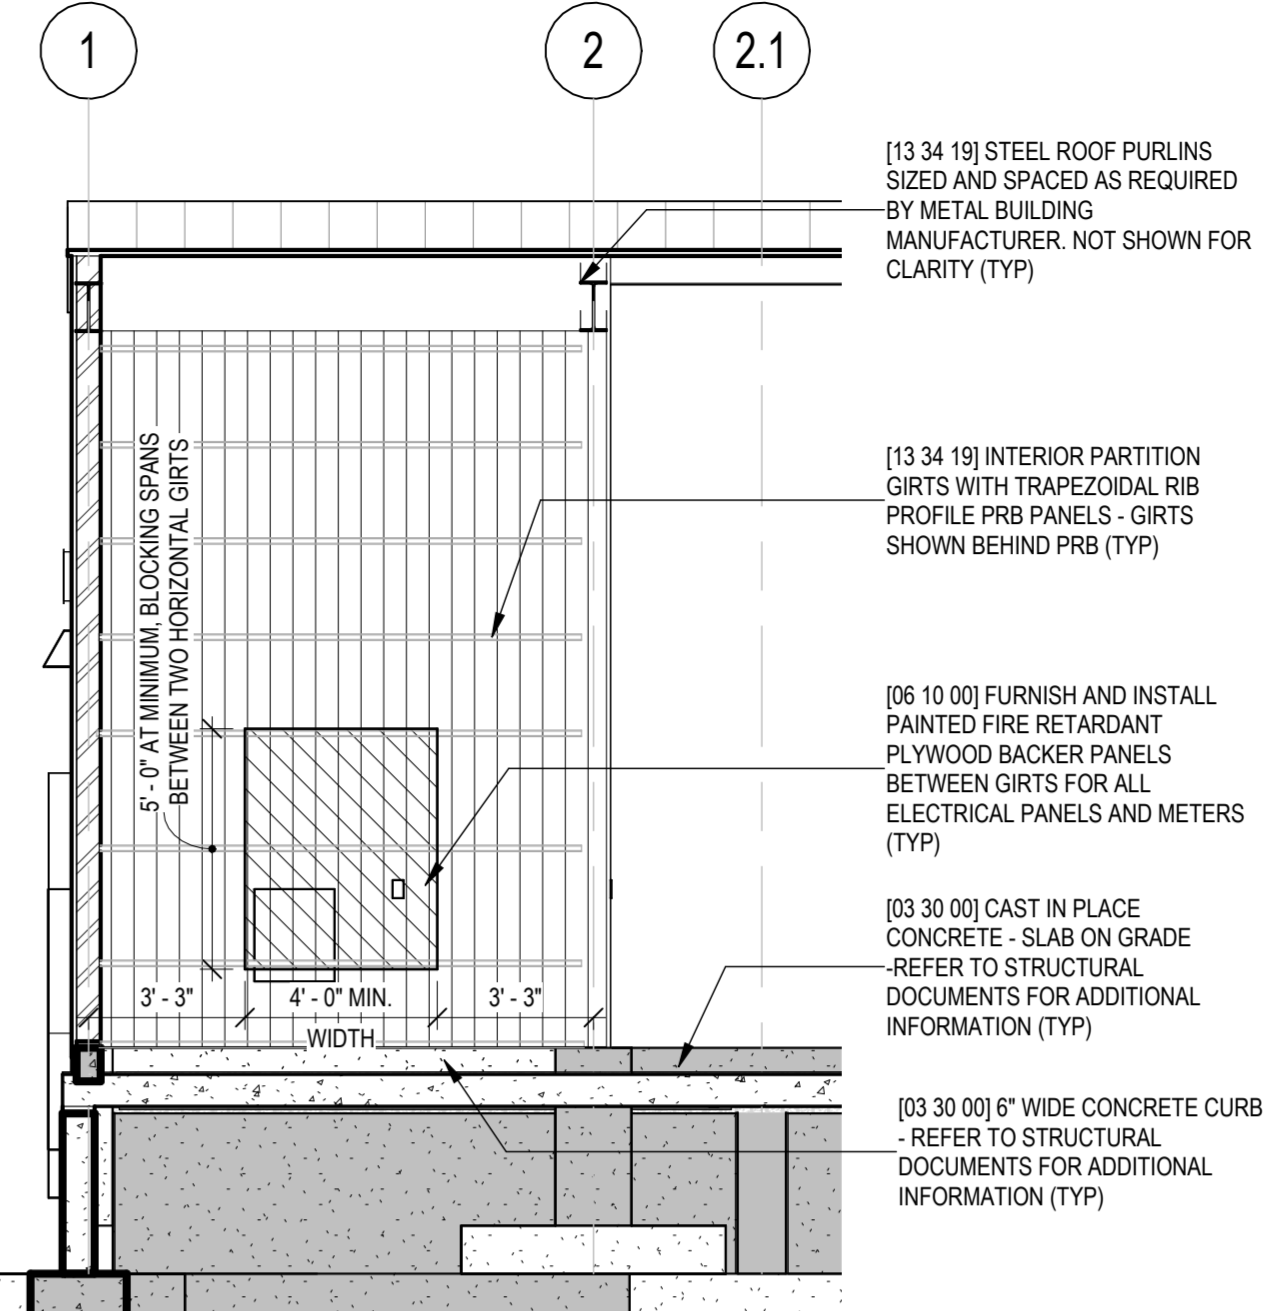 1
2
2.1
[13 34 19] STEEL ROOF PURLINS
SIZED AND SPACED AS REQUIRED
BY METAL BUILDING
MANUFACTURER. NOT SHOWN FOR
CLARITY (TYP)
[13 34 19] INTERIOR PARTITION
GIRTS WITH TRAPEZOIDAL RIB
PROFILE PRB PANELS - GIRTS
SHOWN BEHIND PRB (TYP)
5' - 0" AT MINIMUM, BLOCKING SPANS
BETWEEN TWO HORIZONTAL GIRTS
[06 10 00] FURNISH AND INSTALL
PAINTED FIRE RETARDANT
PLYWOOD BACKER PANELS
BETWEEN GIRTS FOR ALL
ELECTRICAL PANELS AND METERS
(TYP)
[03 30 00] CAST IN PLACE
CONCRETE - SLAB ON GRADE
-REFER TO STRUCTURAL
DOCUMENTS FOR ADDITIONAL
INFORMATION (TYP)
3' - 3"
4' - 0" MIN.
WIDTH
3' - 3"
[03 30 00] 6" WIDE CONCRETE CURB
- REFER TO STRUCTURAL
DOCUMENTS FOR ADDITIONAL
INFORMATION (TYP)